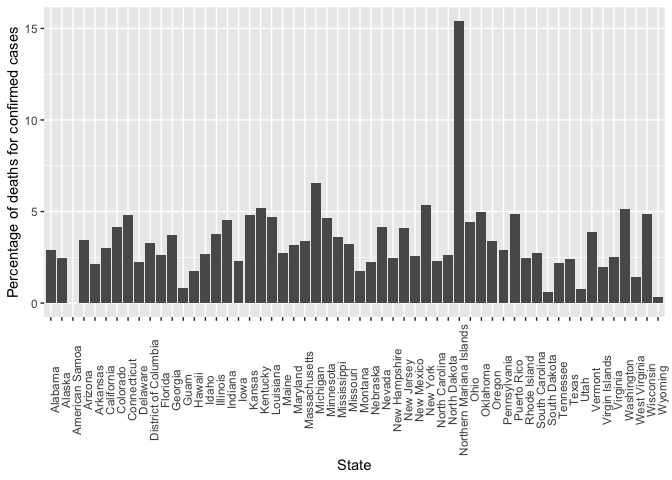 Percentage of deaths for confirmed cases
15
10
5
0
Alabama
Alaska
American Samoa
Arizona
Arkansas
California
Colorado
Connecticut
Delaware
District of Columbia
Florida
Georgia
Guam
Hawaii
Idaho
Illinois
Indiana
Iowa
Kansas
Kentucky
Louisiana
Maine
Maryland
Massachusetts
Michigan
Minnesota
Mississippi
Missouri
Montana
Nebraska
Nevada
New Hampshire
New Jersey
New Mexico
New York
North Carolina
North Dakota
Northern Mariana Islands
Ohio
Oklahoma
Oregon
Pennsylvania
Puerto Rico
Rhode Island
South Carolina
South Dakota
Tennessee
Texas
Utah
Vermont
Virgin Islands
Virginia
Washington
West Virginia
Wisconsin
Wyoming
State